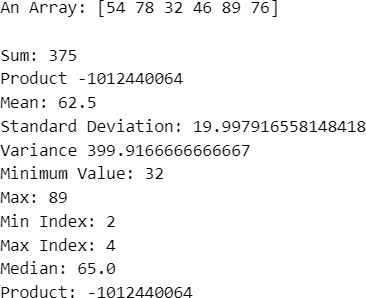 An Array: [54 78 32 46 89 76]
Sum: 375
Product -1012440064
Mean: 62.5
Standard Deviation: 19.997916558148418
Variance 399.9166666666667
Minimum Value: 32
Max: 89
Min Index: 2
Max Index: 4
Median: 65.0
Product: -1012440064